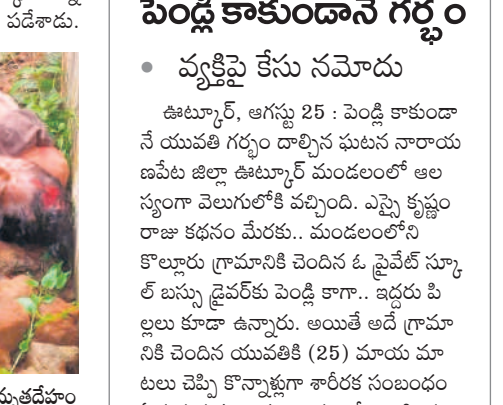 పడేశాడు.
మృతదేహం
పెండ్లి కాకుండానే గర్భం
• వ్యక్తిపై కేసు నమోదు
ఊట్కూర్, ఆగస్టు 25 : పెండ్లి కాకుండా
నే యువతి గర్భం దాల్చిన ఘటన నారాయ
ణపేట జిల్లా ఊట్కూర్ మండలంలో ఆల
స్యంగా వెలుగులోకి వచ్చింది. ఎస్సై కృష్ణం
రాజు కథనం మేరకు.. మండలంలోని
కొల్లూరు గ్రామానికి చెందిన ఓ ప్రైవేట్ స్కూ
ల్ బస్సు డ్రైవర్‌కు పెండ్లి కాగా.. ఇద్దరు పి
ల్లలు కూడా ఉన్నారు. అయితే అదే గ్రామా
నికి చెందిన యువతికి (25) మాయ మా
టలు చెప్పి కొన్నాళ్లుగా శారీరక సంబంధం